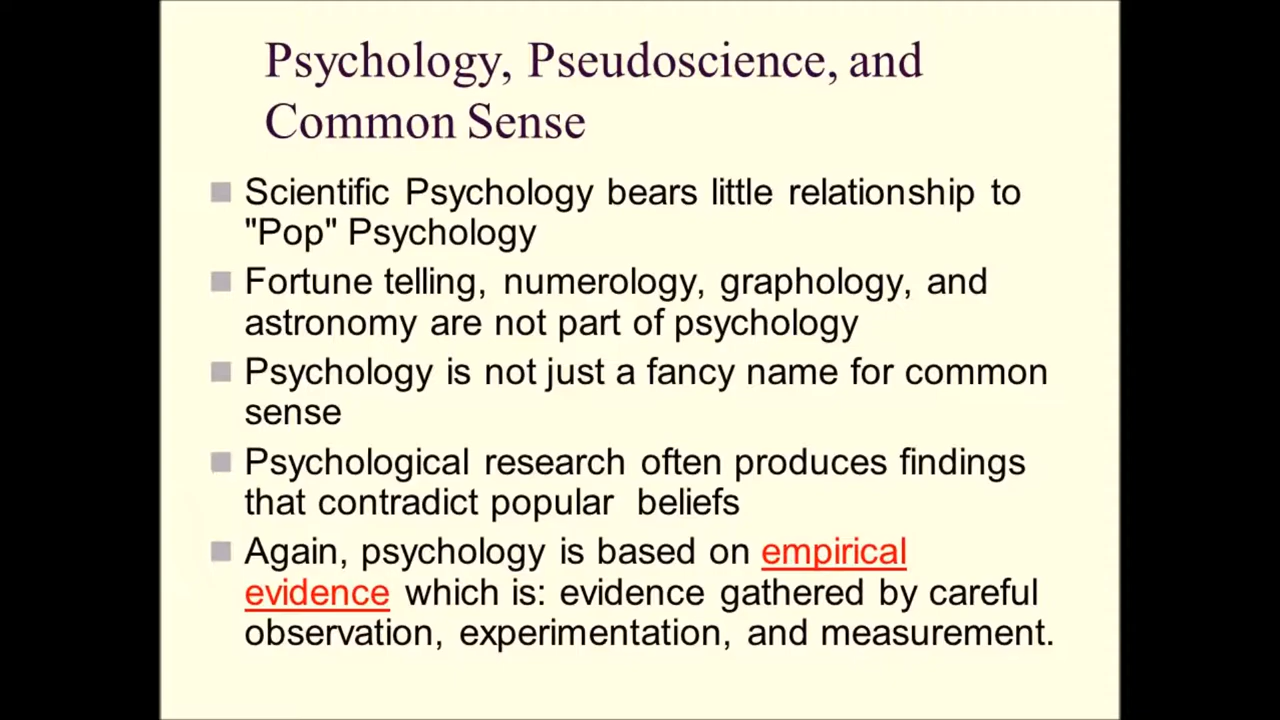 Psychology, Pseudoscience, and
Common Sense
Scientific Psychology bears little relationship to
"Pop" Psychology
Fortune telling, numerology, graphology, and
astronomy are not part of psychology
Psychology is not just a fancy name for common
sense
Psychological research often produces findings
that contradict popular beliefs
Again, psychology is based on empirical
evidence which is: evidence gathered by careful
observation, experimentation, and measurement.